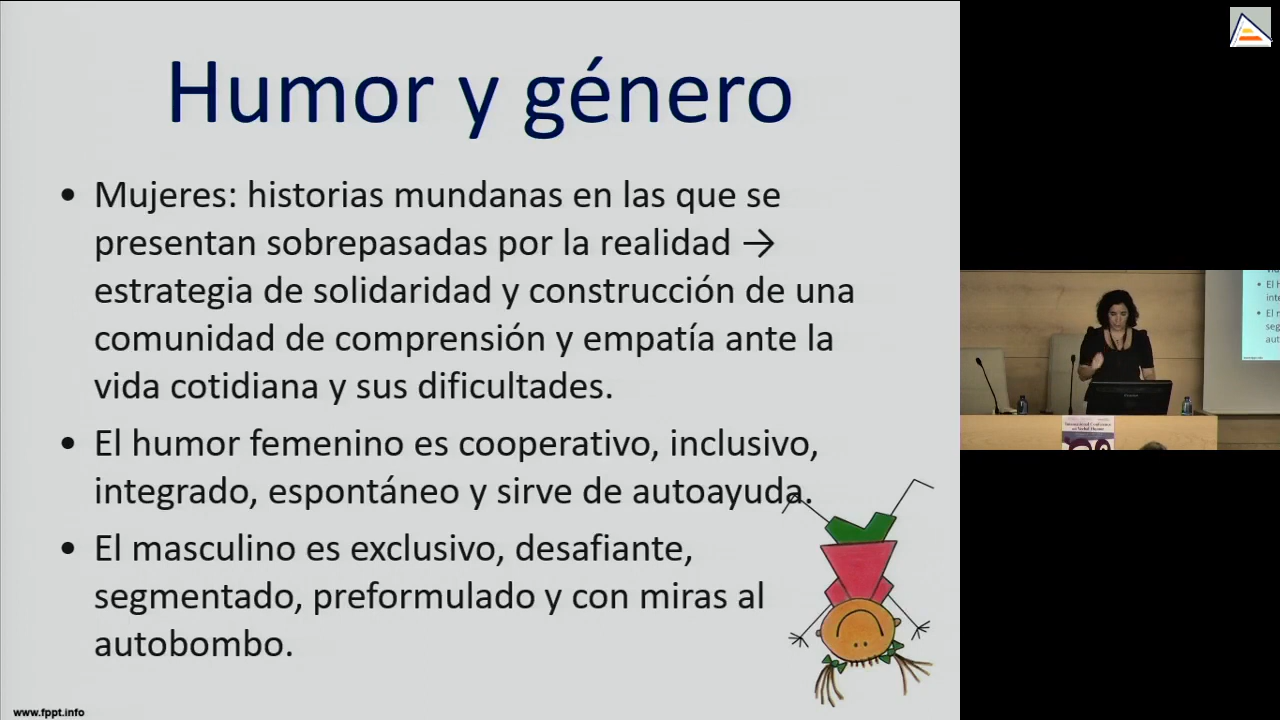 Humor y género
• Mujeres: historias mundanas en las que se
presentan sobrepasadas por la realidad →
estrategia de solidaridad y construcción de una
comunidad de comprensión y empatía ante la
vida cotidiana y sus dificultades.
• El humor femenino es cooperativo, inclusivo,
integrado, espontáneo y sirve de autoayuda.
• El masculino es exclusivo, desafiante,
segmentado, preformulado y con miras al
autobombo.
www.fppt.info
International Conference